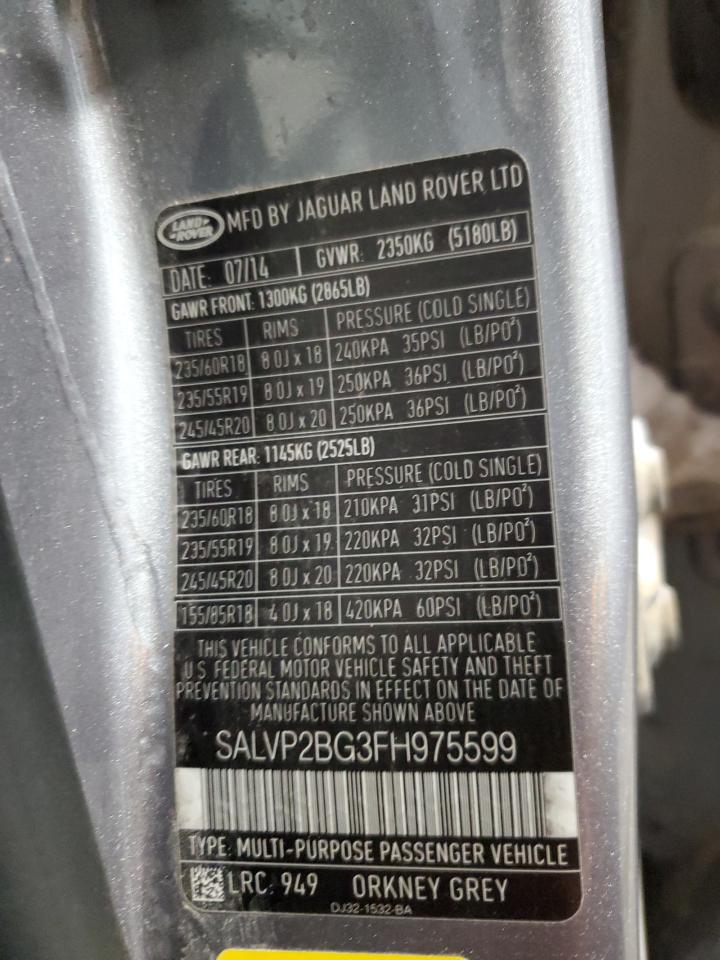 LAND ROVER MFD BY JAGUAR LAND ROVER LTD
DATE: 07/14 GVWR: 2350KG (5180LB)
GAWR FRONT: 1300KG (2865LB)
TIRES RIMS PRESSURE (COLD SINGLE)
235/60R18 8.0J x 18 240KPA 35PSI (LB/PO²)
235/55R19 8.0J x 19 250KPA 36PSI (LB/PO²)
245/45R20 8.0J x 20 250KPA 36PSI (LB/PO²)
GAWR REAR: 1145KG (2525LB)
TIRES RIMS PRESSURE (COLD SINGLE)
235/60R18 8.0J x 18 210KPA 31PSI (LB/PO²)
235/55R19 8.0J x 19 220KPA 32PSI (LB/PO²)
245/45R20 8.0J x 20 220KPA 32PSI (LB/PO²)
155/85R18 4.0J x 18 420KPA 60PSI (LB/PO²)
THIS VEHICLE CONFORMS TO ALL APPLICABLE
U.S. FEDERAL MOTOR VEHICLE SAFETY AND THEFT
PREVENTION STANDARDS IN EFFECT ON THE DATE OF
MANUFACTURE SHOWN ABOVE
SALVP2BG3FH975599
TYPE: MULTI-PURPOSE PASSENGER VEHICLE
LRC: 949 ORKNEY GREY
DJ32-1532-BA